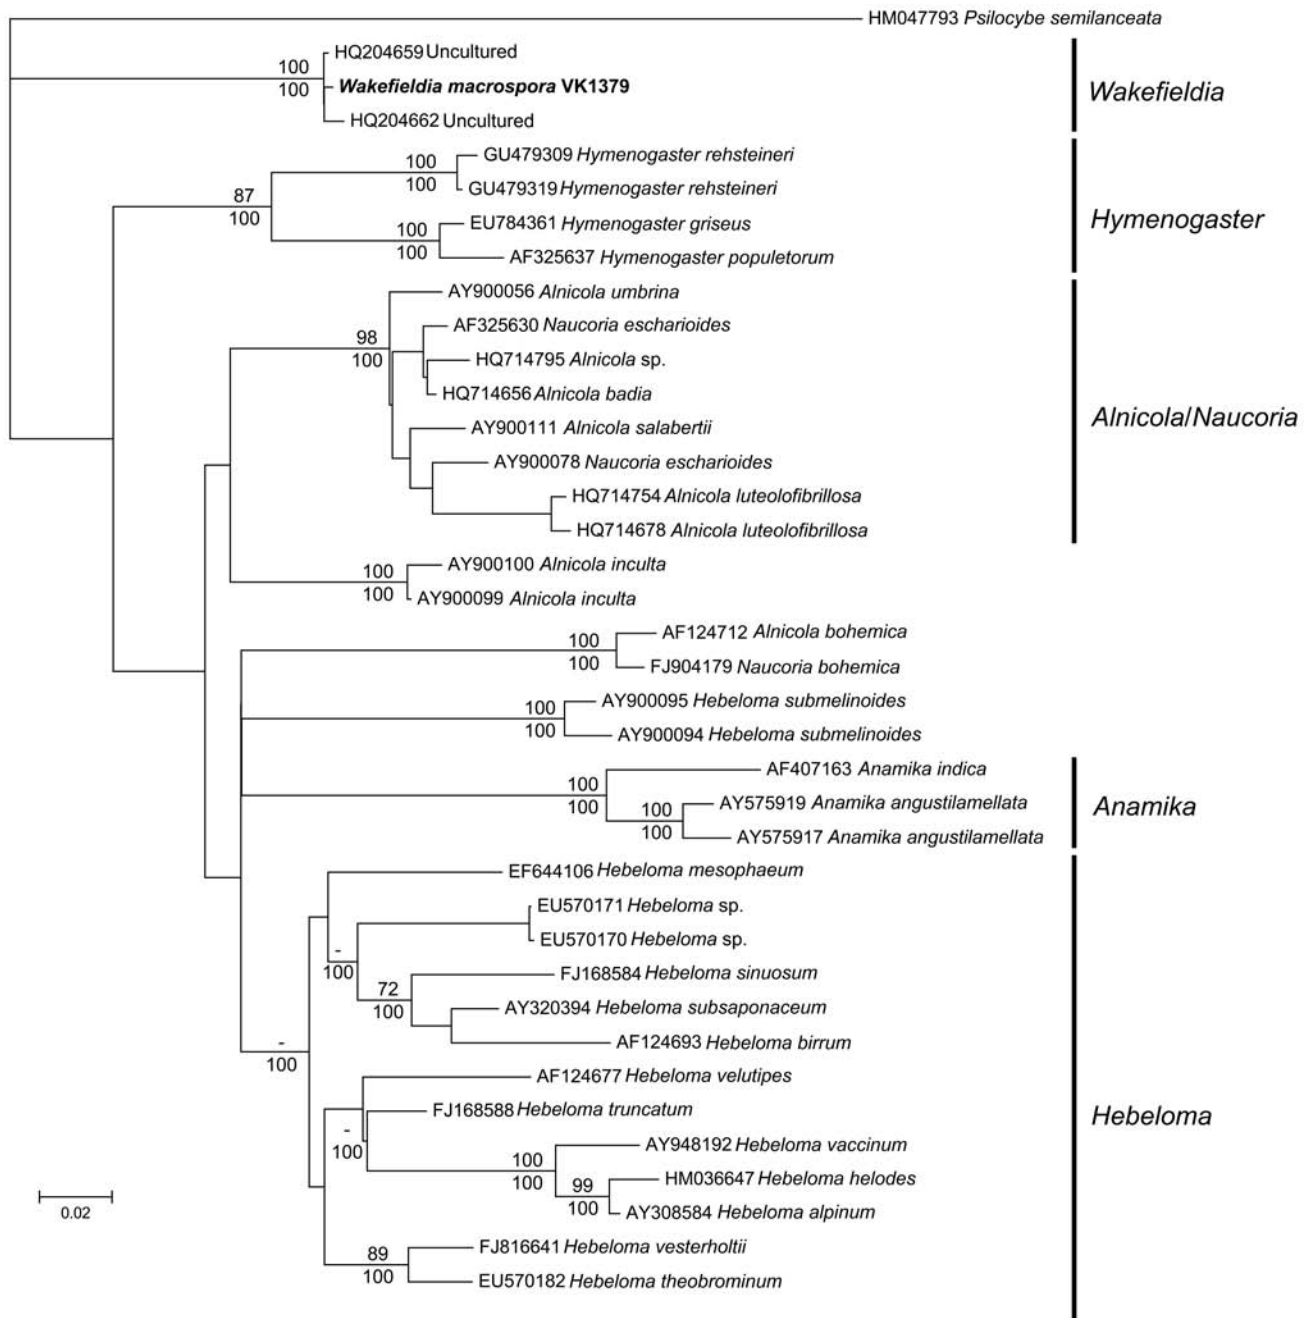 HM047793 Psilocybe semilanceata
HQ204659 Uncultured
100
100
Wakefieldia macrospora VK1379
Wakefieldia
HQ204662 Uncultured
GU479309 Hymenogaster rehsteineri
100
100
GU479319 Hymenogaster rehsteineri
87
100
EU784361 Hymenogaster griseus
Hymenogaster
100
100
AF325637 Hymenogaster populetorum
AY900056 Alnicola umbrina
AF325630 Naucoria escharioides
98
100
HQ714795 Alnicola sp.
HQ714656 Alnicola badia
Alnicola/Naucoria
AY900111 Alnicola salabertii
AY900078 Naucoria escharioides
HQ714754 Alnicola luteolofibrillosa
HQ714678 Alnicola luteolofibrillosa
AY900100 Alnicola inculta
100
100
AY900099 Alnicola inculta
AF124712 Alnicola bohemica
100
100
FJ904179 Naucoria bohemica
AY900095 Hebeloma submelinoides
100
100
AY900094 Hebeloma submelinoides
AF407163 Anamika indica
100
100
AY575919 Anamika angustilamellata
Anamika
100
100
AY575917 Anamika angustilamellata
EF644106 Hebeloma mesophaeum
EU570171 Hebeloma sp.
EU570170 Hebeloma sp.
-
100
FJ168584 Hebeloma sinuosum
72
100
AY320394 Hebeloma subsaponaceum
AF124693 Hebeloma birrum
-
100
AF124677 Hebeloma velutipes
FJ168588 Hebeloma truncatum
Hebeloma
-
100
AY948192 Hebeloma vaccinum
100
100
HM036647 Hebeloma helodes
99
100
AY308584 Hebeloma alpinum
0.02
FJ816641 Hebeloma vesterholtii
89
100
EU570182 Hebeloma theobrominum